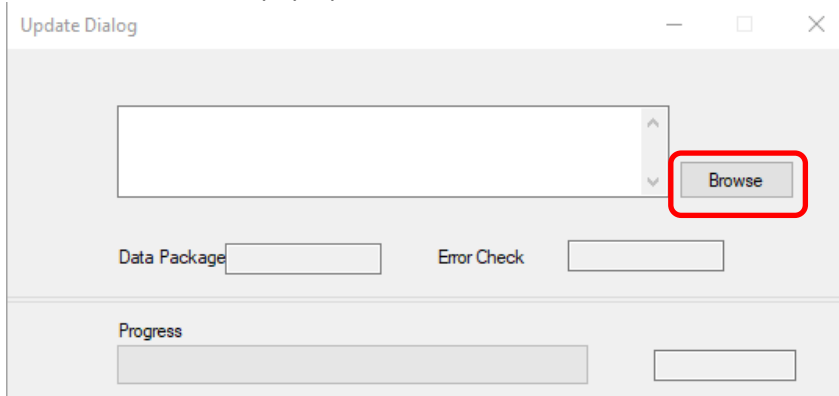 Update Dialog
Browse
Data Package
Error Check
Progress